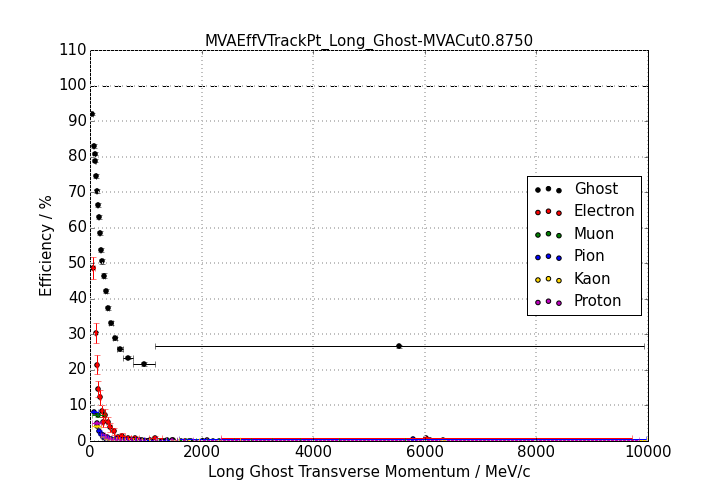 MVAEffVTrackPt_Long_Ghost-MVACut0.8750
110
100
90
80
70
60
50
40
30
20
10
0
Efficiency / %
Ghost
Electron
Muon
Pion
Kaon
Proton
0 2000 4000 6000 8000 10000
Long Ghost Transverse Momentum / MeV/c